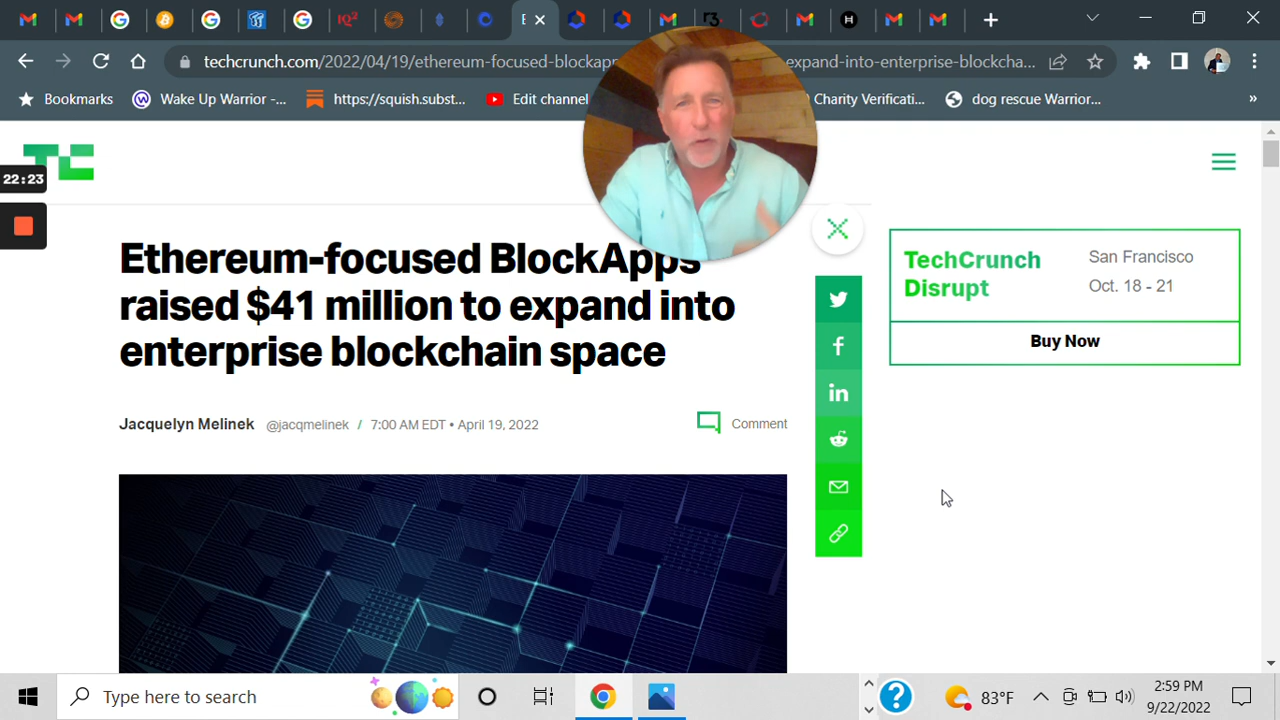 techcrunch.com/2022/04/19/ethereum-focused-blockapp
expand-into-enterprise-blockcha...
Bookmarks
Wake Up Warrior -...
https://squish.subst...
Edit channel
Charity Verificati...
dog rescue Warrior...
»
TC
22:23
Ethereum-focused BlockApps
raised $41 million to expand into
enterprise blockchain space
Jacquelyn Melinek @jacqmelinek / 7:00 AM EDT • April 19, 2022
Comment
TechCrunch
Disrupt
San Francisco
Oct. 18 - 21
Buy Now
Type here to search
83°F
2:59 PM
9/22/2022